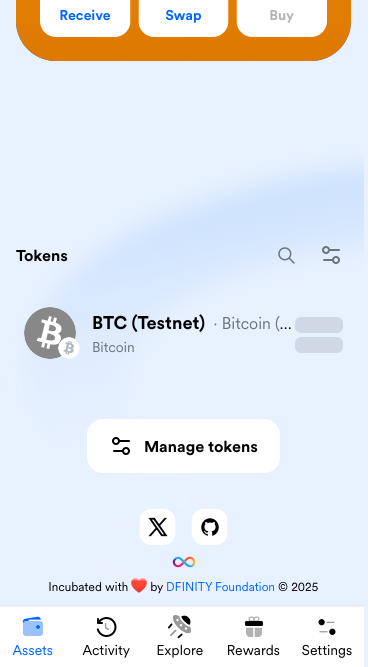 Receive Swap Buy
Tokens
BTC (Testnet) · Bitcoin (...
Bitcoin
Manage tokens
Incubated with ❤️ by DFINITY Foundation © 2025
Assets Activity Explore Rewards Settings